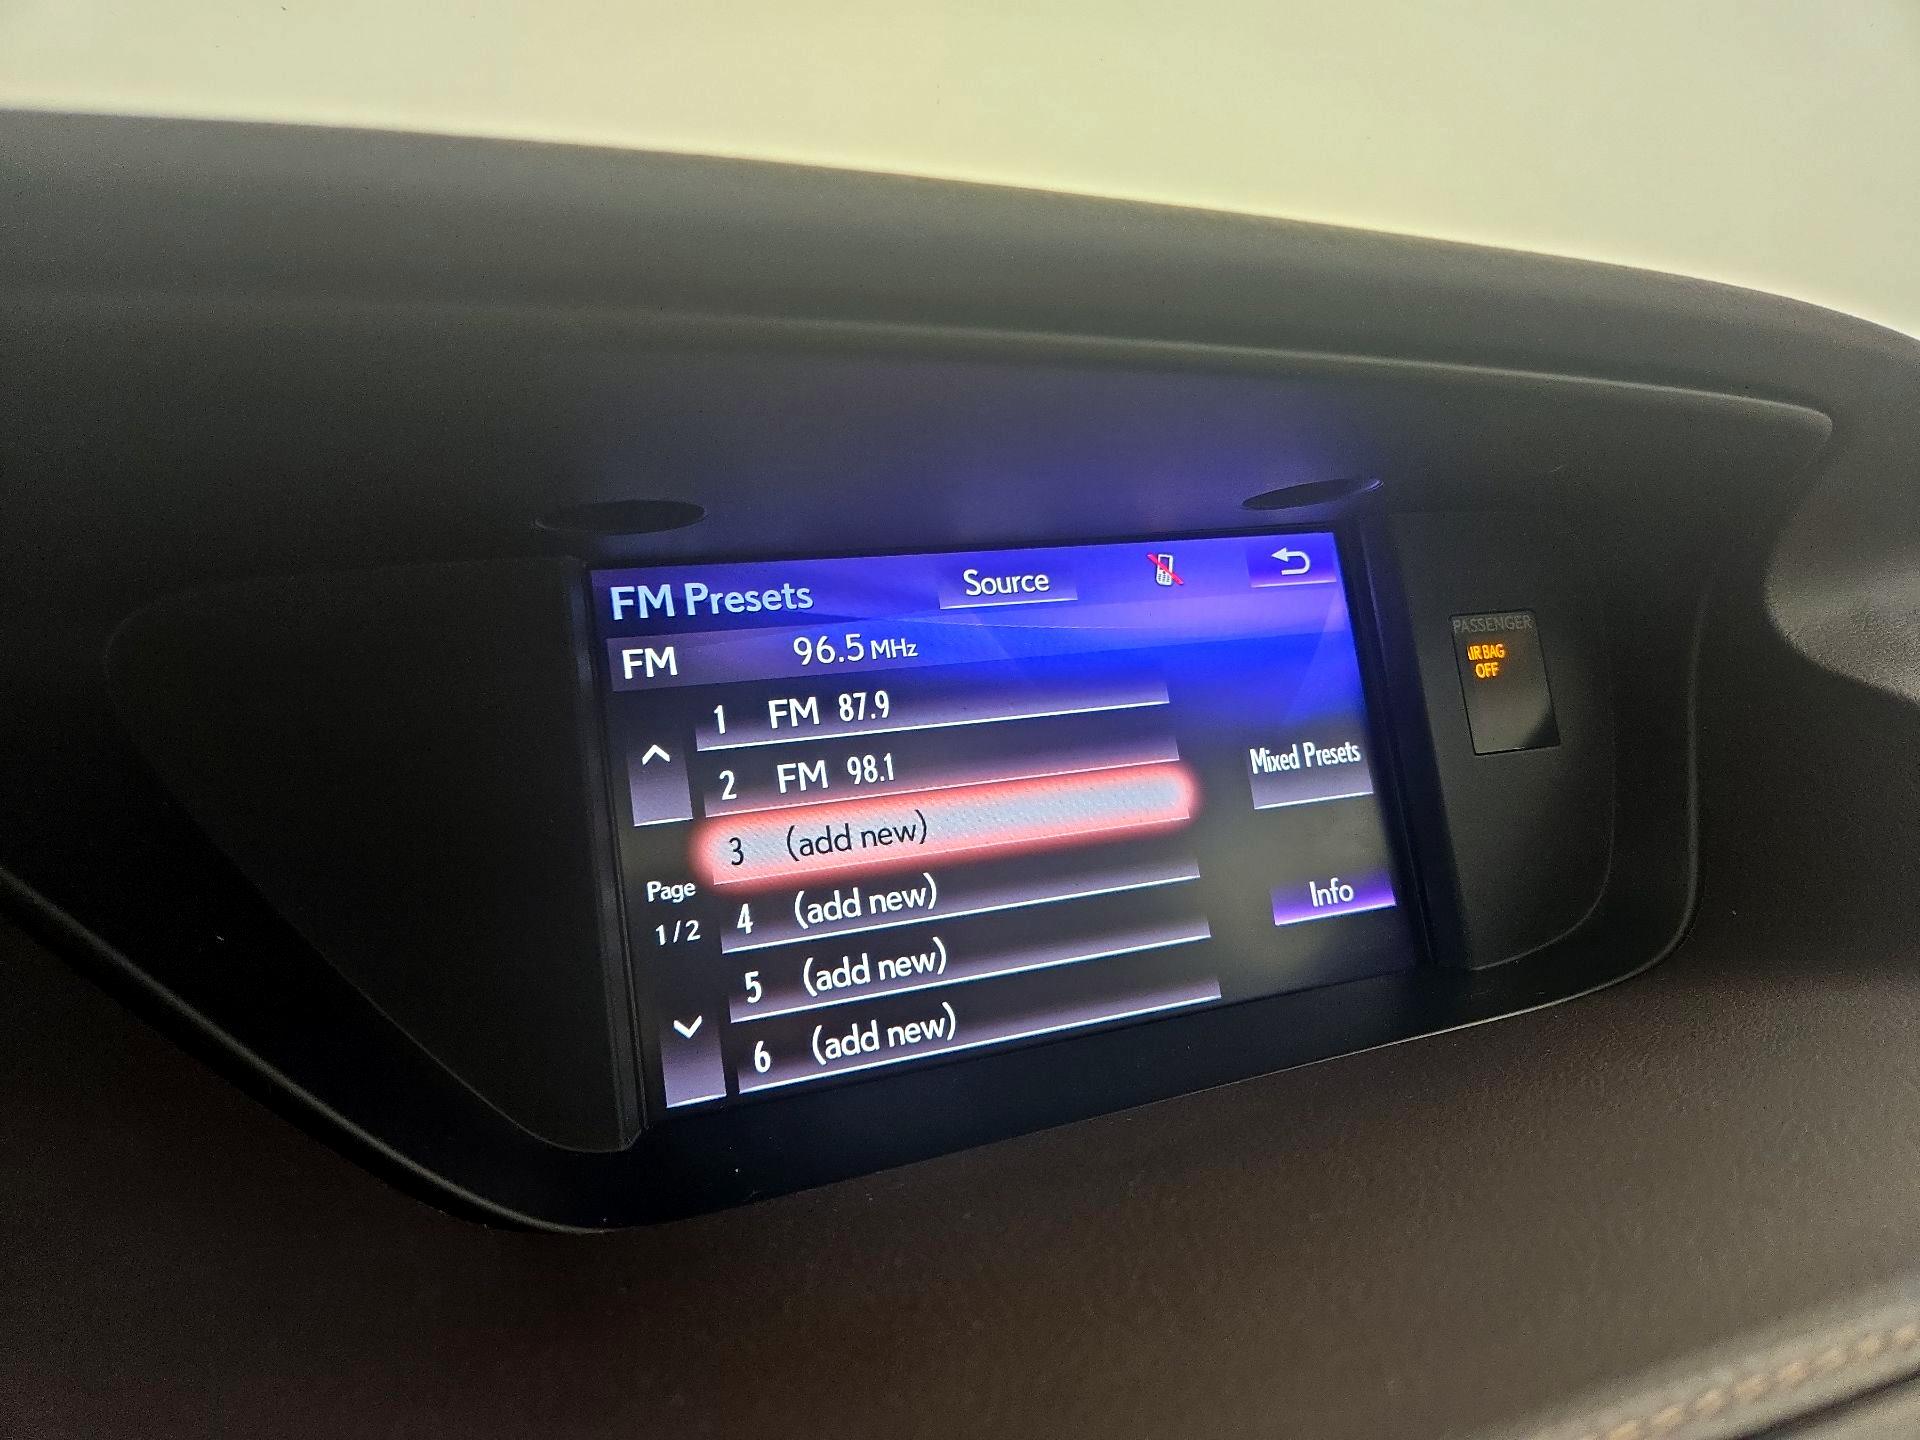 FM Presets Source
FM 96.5 MHz
1 FM 87.9
2 FM 98.1
3 (add new)
4 (add new)
5 (add new)
6 (add new)
Page
1/2
Mixed Presets
Info
PASSENGER
AIR BAG
OFF